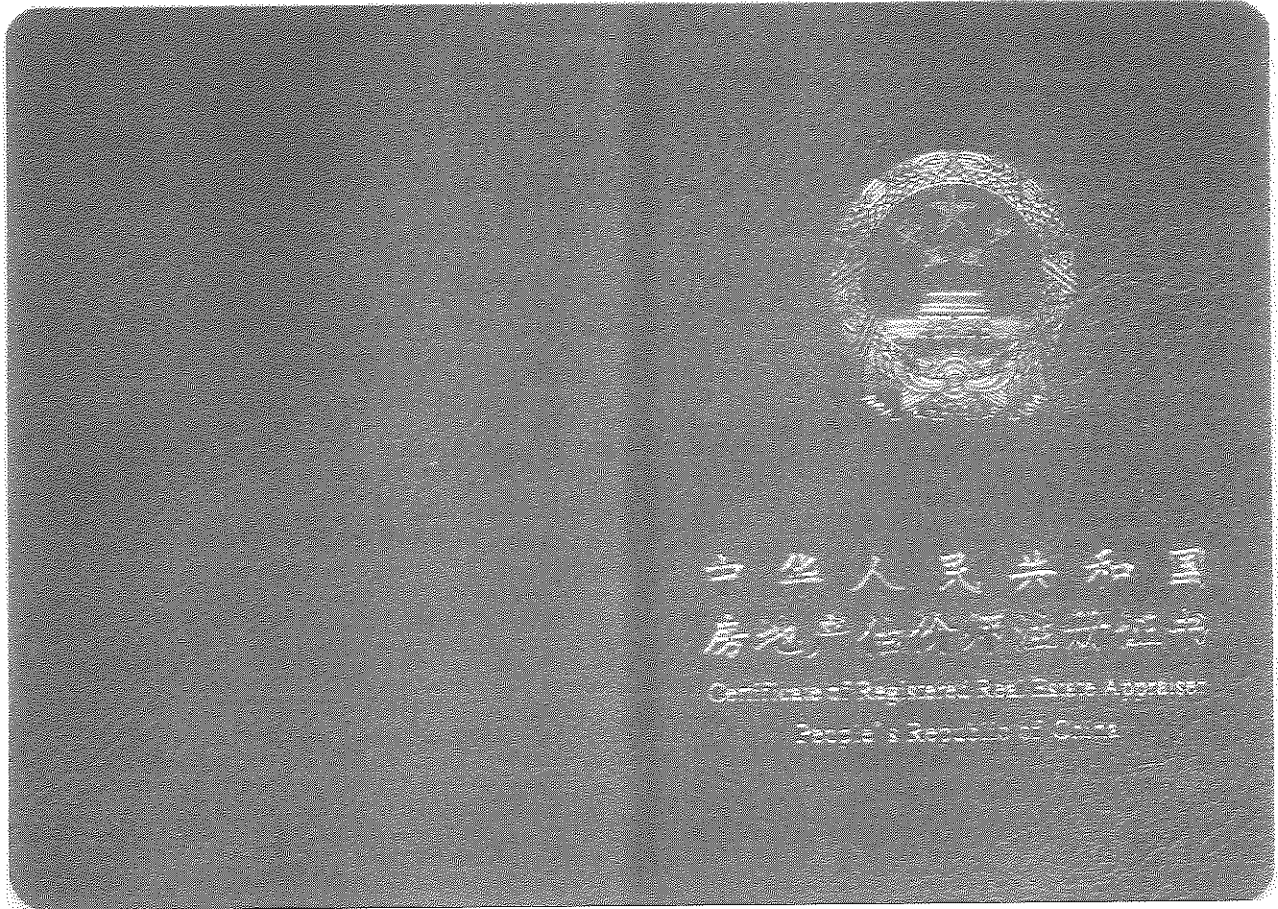 中华人民共和国
房地产估价师注册证书
Certificate of Registered Real Estate Appraiser
People's Republic of China